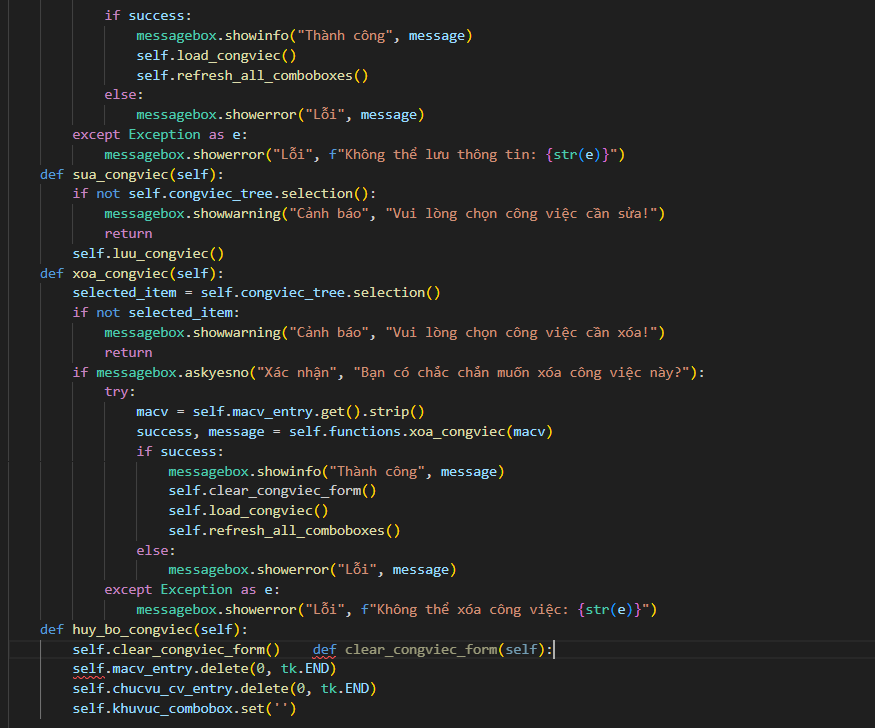 if success:
                messagebox.showinfo("Thành công", message)
                self.load_congviec()
                self.refresh_all_comboboxes()
            else:
                messagebox.showerror("Lỗi", message)
        except Exception as e:
            messagebox.showerror("Lỗi", f"Không thể lưu thông tin: {str(e)}")
    def sua_congviec(self):
        if not self.congviec_tree.selection():
            messagebox.showwarning("Cảnh báo", "Vui lòng chọn công việc cần sửa!")
            return
        self.luu_congviec()
    def xoa_congviec(self):
        selected_item = self.congviec_tree.selection()
        if not selected_item:
            messagebox.showwarning("Cảnh báo", "Vui lòng chọn công việc cần xóa!")
            return
        if messagebox.askyesno("Xác nhận", "Bạn có chắc chắn muốn xóa công việc này?"):
            try:
                macv = self.macv_entry.get().strip()
                success, message = self.functions.xoa_congviec(macv)
                if success:
                    messagebox.showinfo("Thành công", message)
                    self.clear_congviec_form()
                    self.load_congviec()
                    self.refresh_all_comboboxes()
                else:
                    messagebox.showerror("Lỗi", message)
            except Exception as e:
                messagebox.showerror("Lỗi", f"Không thể xóa công việc: {str(e)}")
    def huy_bo_congviec(self):
        self.clear_congviec_form()    def clear_congviec_form(self):
        self.macv_entry.delete(0, tk.END)
        self.chucvu_cv_entry.delete(0, tk.END)
        self.khuvuc_combobox.set('')